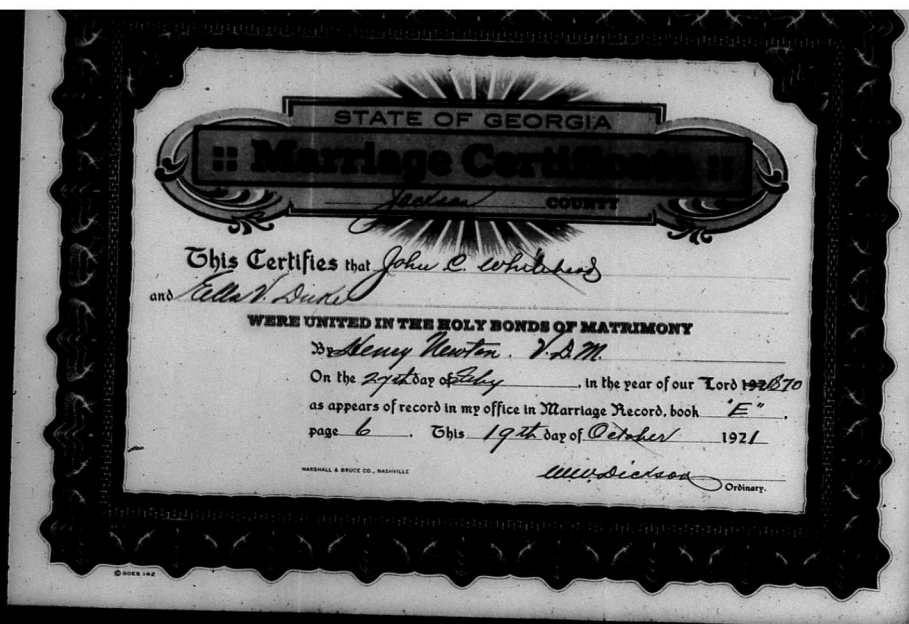 STATE OF GEORGIA
:: Marriage Certificate ::
Jackson COUNTY
This Certifies that John C. Whitehead
and Ella V. Duke
WERE UNITED IN THE HOLY BONDS OF MATRIMONY
By Henry Newton. V.D.M.
On the 27th day of Feby, in the year of our Lord 192 1870
as appears of record in my office in Marriage Record, book "E",
page 6. This 19th day of October 1921
W.W. Dickson
MARSHALL & BRUCE CO., NASHVILLE
Ordinary.
© GOES 142